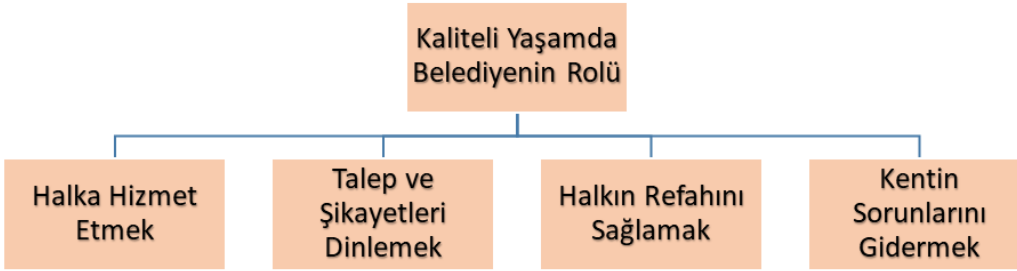 Kaliteli Yaşamda
Belediyenin Rolü
Halka Hizmet
Etmek
Talep ve
Şikayetleri
Dinlemek
Halkın Refahını
Sağlamak
Kentin
Sorunlarını
Gidermek